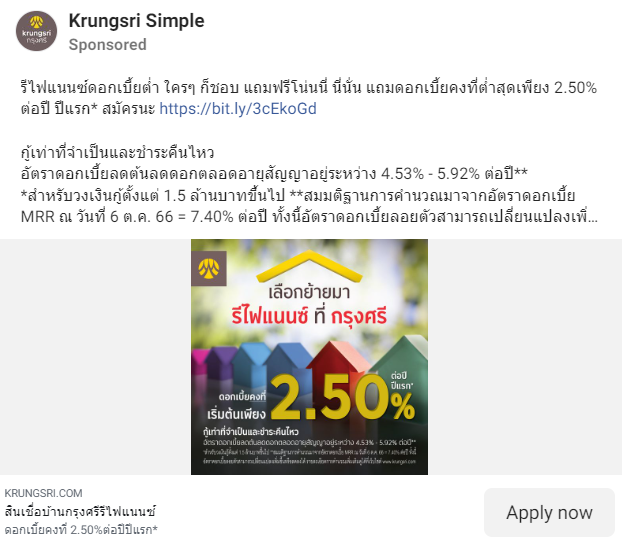 Krungsri Simple
Sponsored
krungsri
กรุงศรี
รีไฟแนนซ์ดอกเบี้ยต่ำ ใครๆ ก็ชอบ แถมฟรีโน่นนี่ นี่นั่น แถมดอกเบี้ยคงที่ต่ำสุดเพียง 2.50%
ต่อปี ปีแรก* สมัครนะ https://bit.ly/3cEkoGd
กู้เท่าที่จำเป็นและชำระคืนไหว
อัตราดอกเบี้ยลดต้นลดดอกตลอดอายุสัญญาอยู่ระหว่าง 4.53% - 5.92% ต่อปี**
*สำหรับวงเงินกู้ตั้งแต่ 1.5 ล้านบาทขึ้นไป **สมมติฐานการคำนวณมาจากอัตราดอกเบี้ย
MRR ณ วันที่ 6 ต.ค. 66 = 7.40% ต่อปี ทั้งนี้อัตราดอกเบี้ยลอยตัวสามารถเปลี่ยนแปลงเพิ่...
เลือกย้ายมา
รีไฟแนนซ์ ที่ กรุงศรี
ดอกเบี้ยคงที่
เริ่มต้นเพียง
2.50%
ต่อปี
ปีแรก*
กู้เท่าที่จำเป็นและชำระคืนไหว
อัตราดอกเบี้ยลดต้นลดดอกตลอดอายุสัญญาอยู่ระหว่าง 4.53% - 5.92% ต่อปี**
KRUNGSRI.COM
สินเชื่อบ้านกรุงศรีรีไฟแนนซ์
ดอกเบี้ยคงที่ 2.50%ต่อปีปีแรก*
Apply now